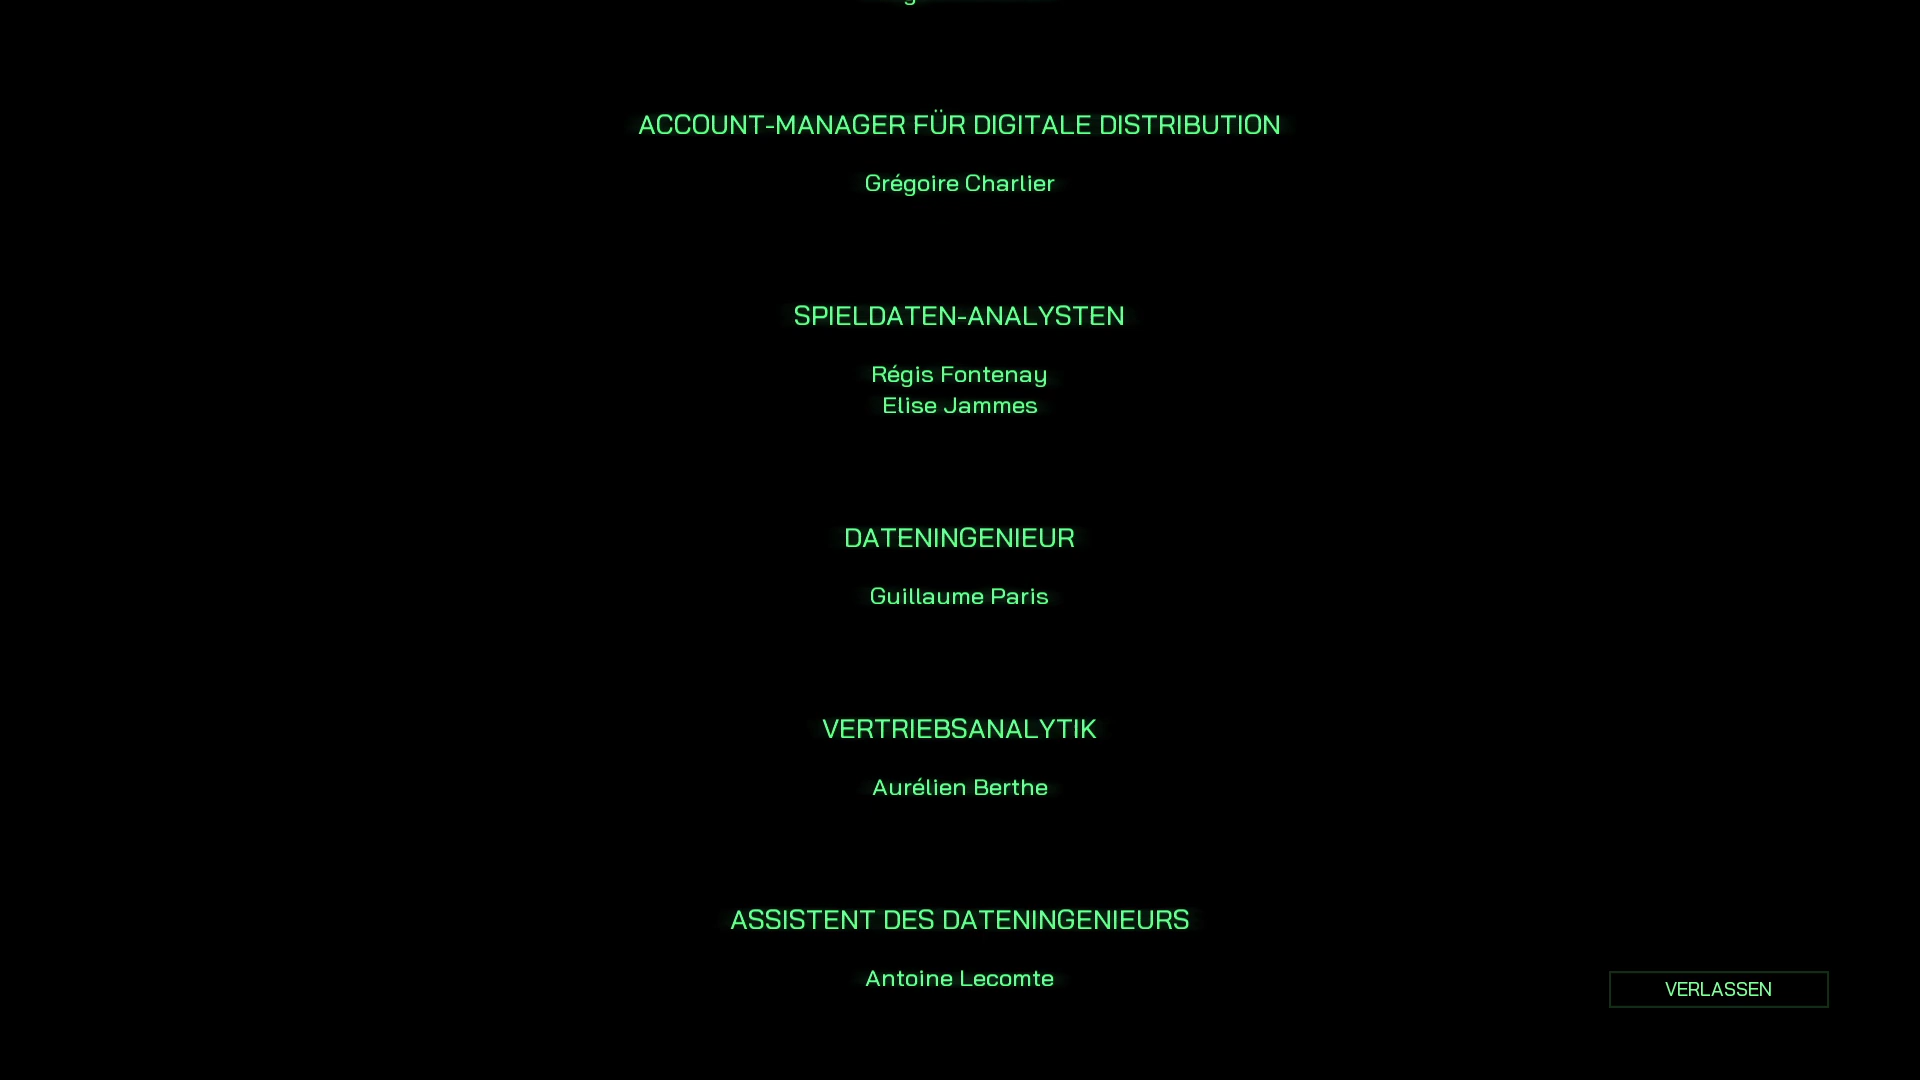 ACCOUNT-MANAGER FÜR DIGITALE DISTRIBUTION
Grégoire Charlier
SPIELDATEN-ANALYSTEN
Régis Fontenay
Elise Jammes
DATENINGENIEUR
Guillaume Paris
VERTRIEBSANALYTIK
Aurélien Berthe
ASSISTENT DES DATENINGENIEURS
Antoine Lecomte
VERLASSEN